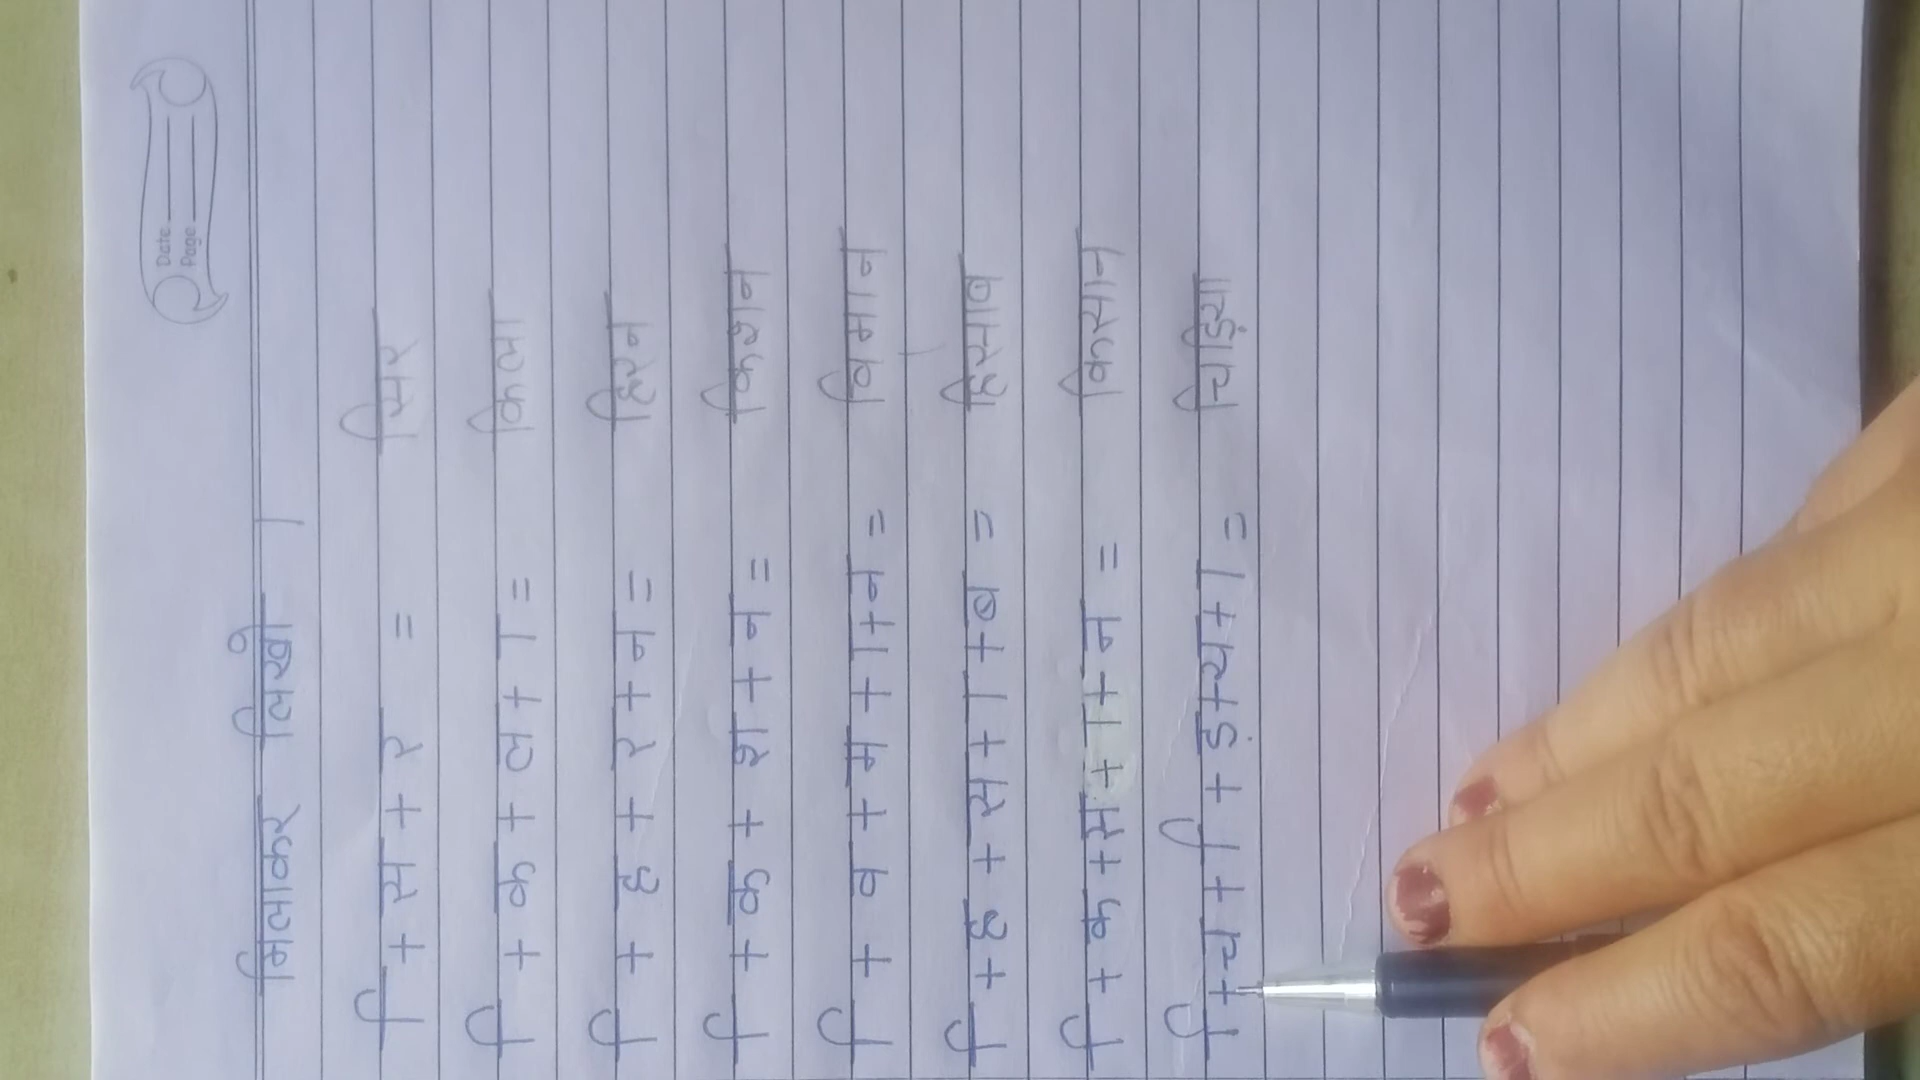 Date
Page
मिलाकर लिखो ।
ि + स + र = सिर
ि + क + ल + ा = किला
ि + ह + र + न = हिरन
ि + क + श + न = किशन
ि + व + म + ा + न = विमान
ि + ह + स + ा + ब = हिसाब
ि + क + स + ा + न = किसान
ि + च + ि + ड़ + य + ा = चिड़िया